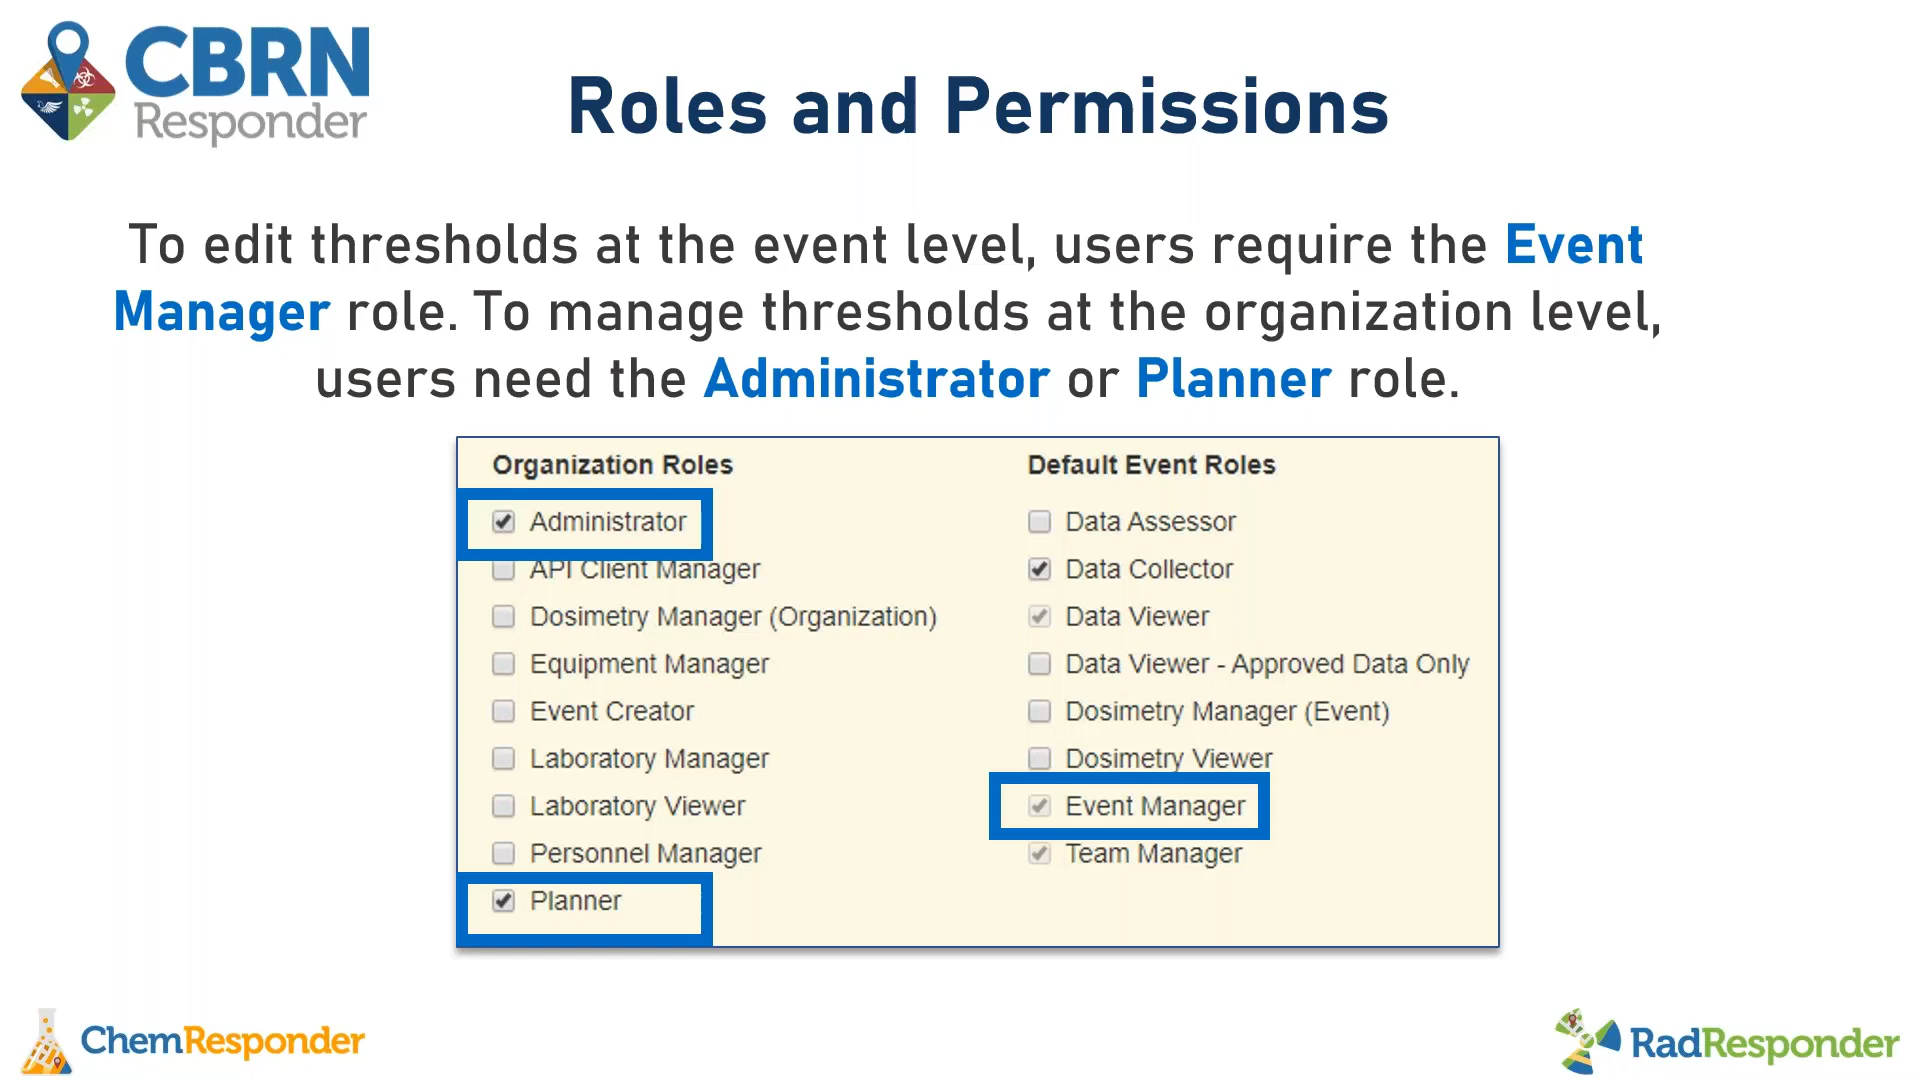 CBRN
Responder
Roles and Permissions
To edit thresholds at the event level, users require the Event
Manager role. To manage thresholds at the organization level,
users need the Administrator or Planner role.
Organization Roles
Administrator
API Client Manager
Dosimetry Manager (Organization)
Equipment Manager
Event Creator
Laboratory Manager
Laboratory Viewer
Personnel Manager
Planner
Default Event Roles
Data Assessor
Data Collector
Data Viewer
Data Viewer - Approved Data Only
Dosimetry Manager (Event)
Dosimetry Viewer
Event Manager
Team Manager
ChemResponder
RadResponder